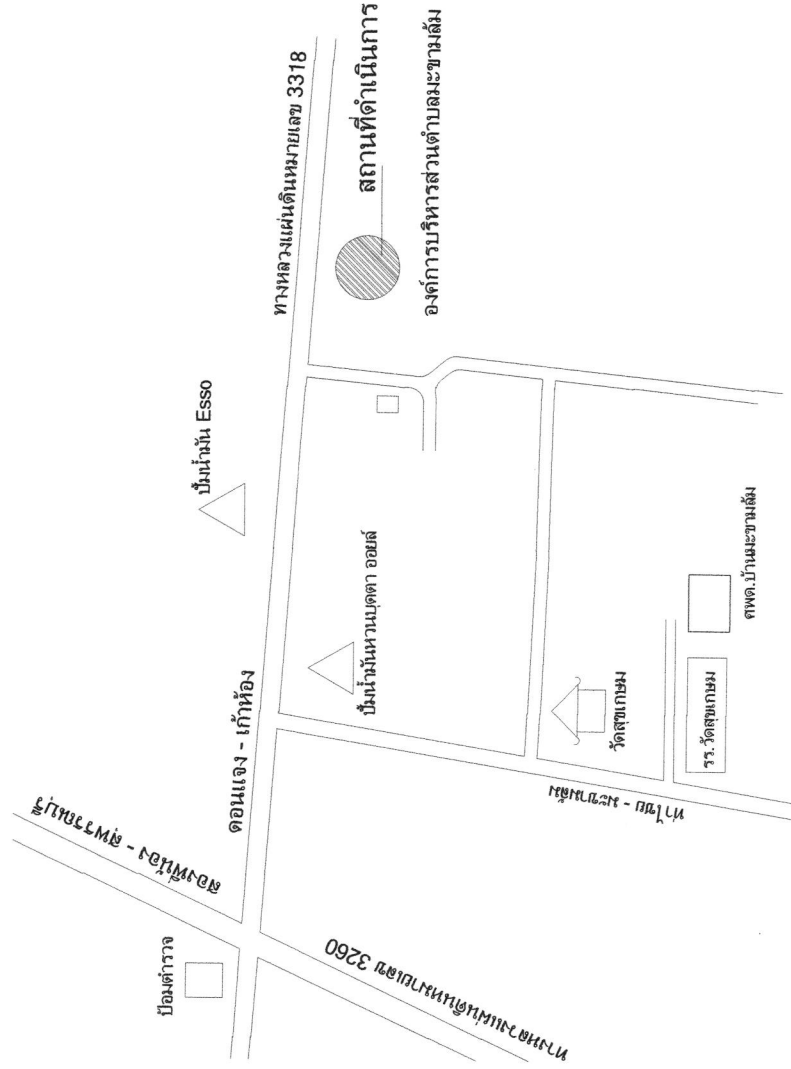 ทางหลวงแผ่นดินหมายเลข 3318
สถานที่ดำเนินการ
องค์การบริหารส่วนตำบลมะขามล้ม
ปั๊มน้ำมัน Esso
ปั๊มน้ำมันหวานบุตตา ออยล์
ดอนแจง - เก้าห้อง
สองพี่น้อง - สุพรรณบุรี
ป้อมตำรวจ
ทางหลวงแผ่นดินหมายเลข 3260
ท่าไชย - มะขามล้ม
วัดสุขเกษม
รร.วัดสุขเกษม
ศพด.บ้านมะขามล้ม